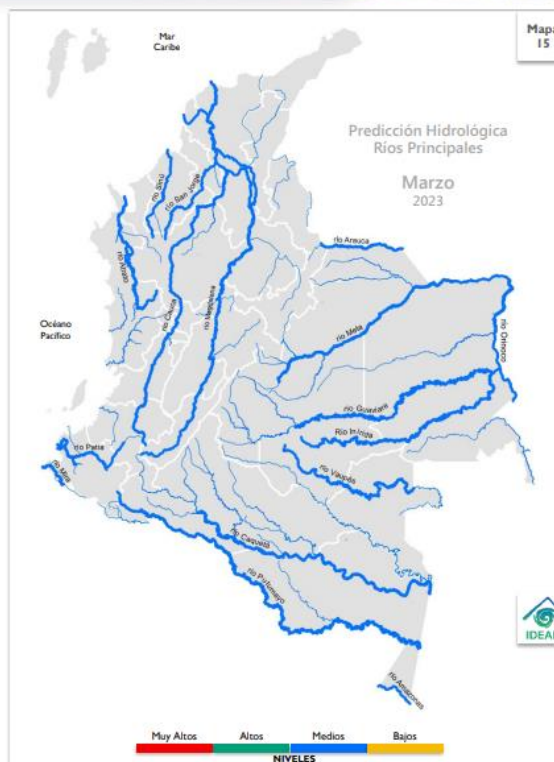 Mar
Caribe
Mapa
15
Predicción Hidrológica
Ríos Principales
Marzo
2023
río Sinú
río San Jorge
río Arauca
río Atrato
río Cauca
río Magdalena
río Meta
río Orinoco
Océano
Pacífico
río Guaviare
Río Inírida
río Patía
río Mira
río Vaupés
río Caquetá
río Putumayo
IDEAM
río Amazonas
Muy Altos
Altos
Medios
Bajos
NIVELES